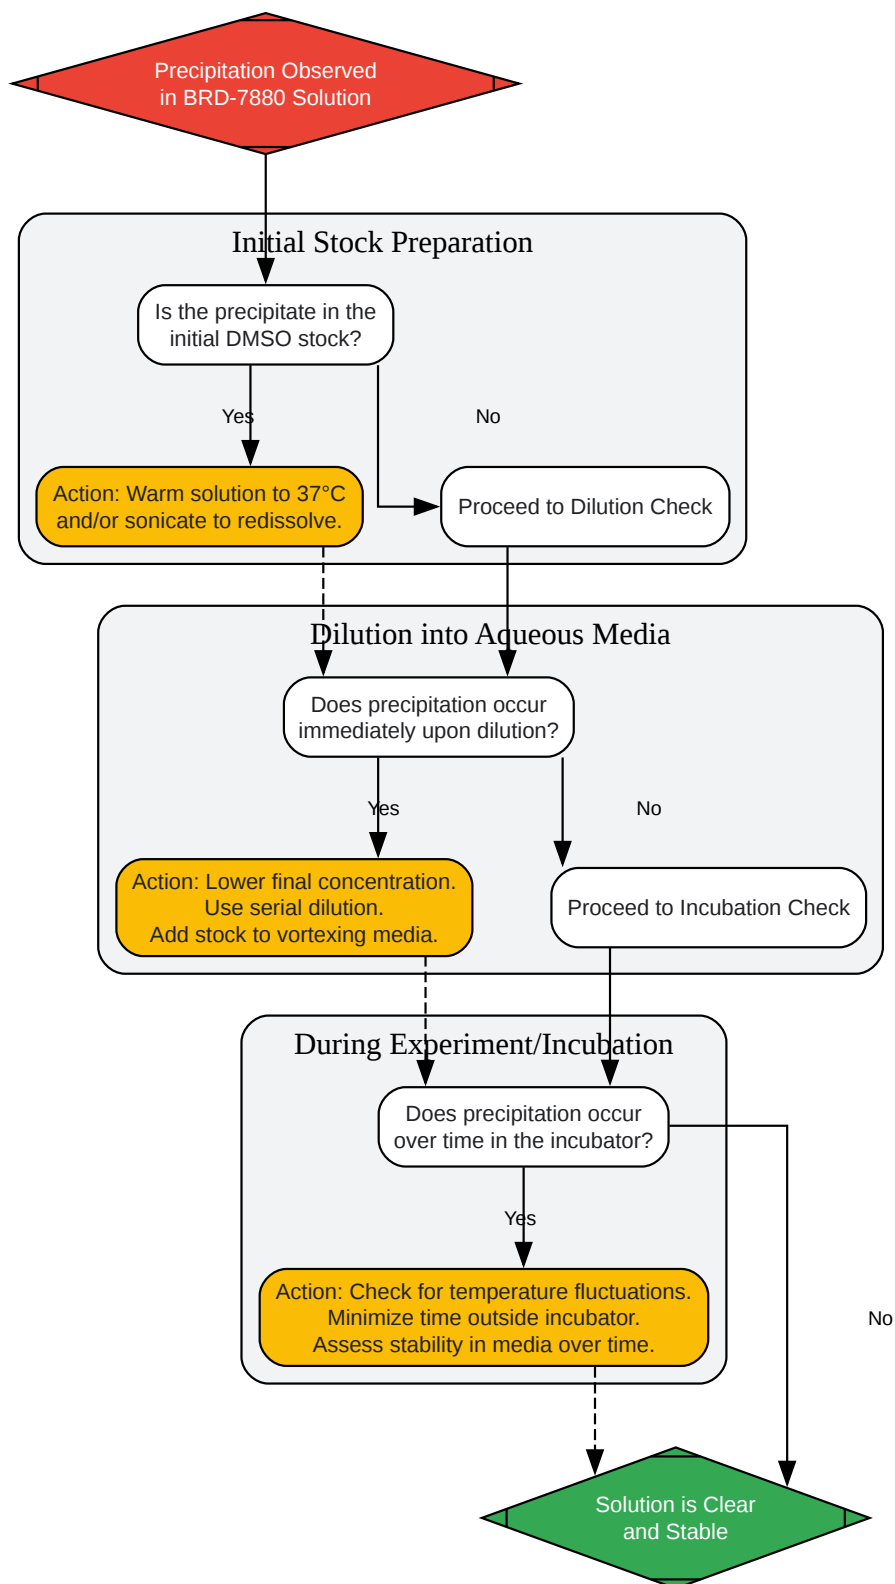 Precipitation Observed
in BRD-7880 Solution
Initial Stock Preparation
Is the precipitate in the
initial DMSO stock?
Yes
No
Action: Warm solution to 37°C
and/or sonicate to redissolve.
Proceed to Dilution Check
Dilution into Aqueous Media
Does precipitation occur
immediately upon dilution?
Yes
No
Action: Lower final concentration.
Use serial dilution.
Add stock to vortexing media.
Proceed to Incubation Check
During Experiment/Incubation
Does precipitation occur
over time in the incubator?
Yes
Action: Check for temperature fluctuations.
Minimize time outside incubator.
Assess stability in media over time.
No
Solution is Clear
and Stable